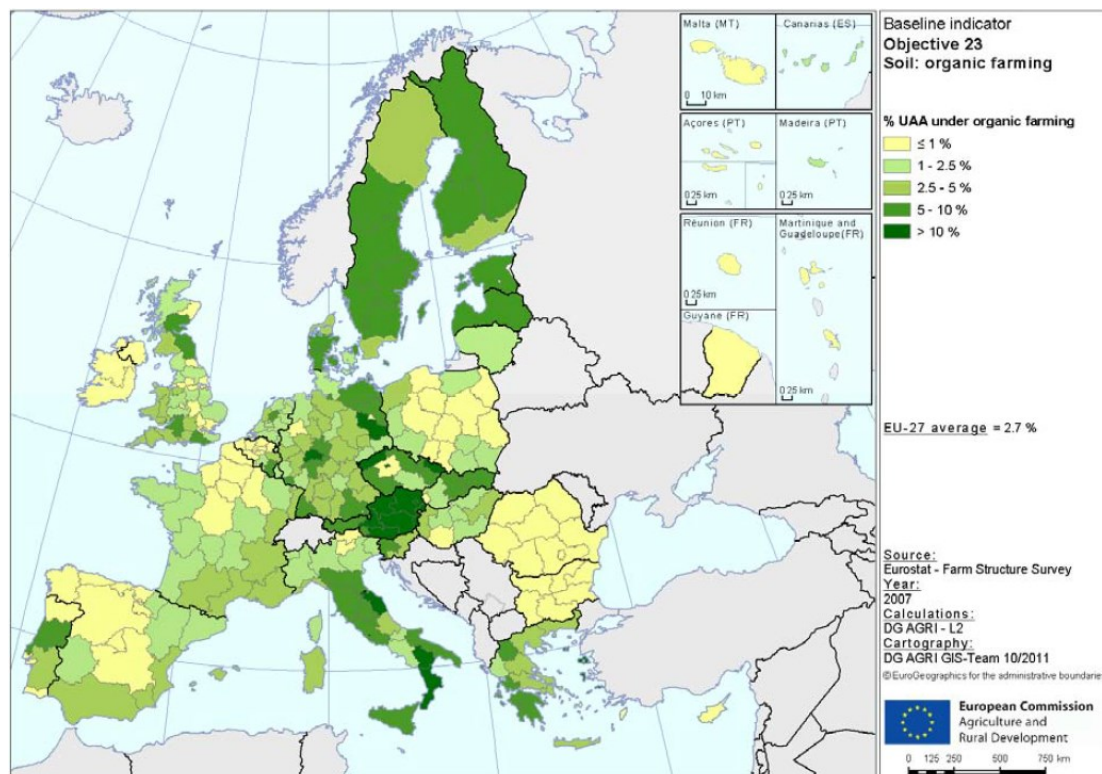 Malta (MT)
0 10 km
Canarias (ES)
0 25 km
Açores (PT)
0 25 km
Madeira (PT)
0 25 km
Réunion (FR)
0 25 km
Martinique and
Guadeloupe(FR)
0 25 km
Guyane (FR)
Baseline indicator
Objective 23
Soil: organic farming
% UAA under organic farming
≤ 1 %
1 - 2.5 %
2.5 - 5 %
5 - 10 %
> 10 %
EU-27 average = 2.7 %
Source:
Eurostat - Farm Structure Survey
Year:
2007
Calculations:
DG AGRI - L2
Cartography:
DG AGRI GIS-Team 10/2011
© EuroGeographics for the administrative boundarie
European Commission
Agriculture and
Rural Development
0 125 250 500 750 km